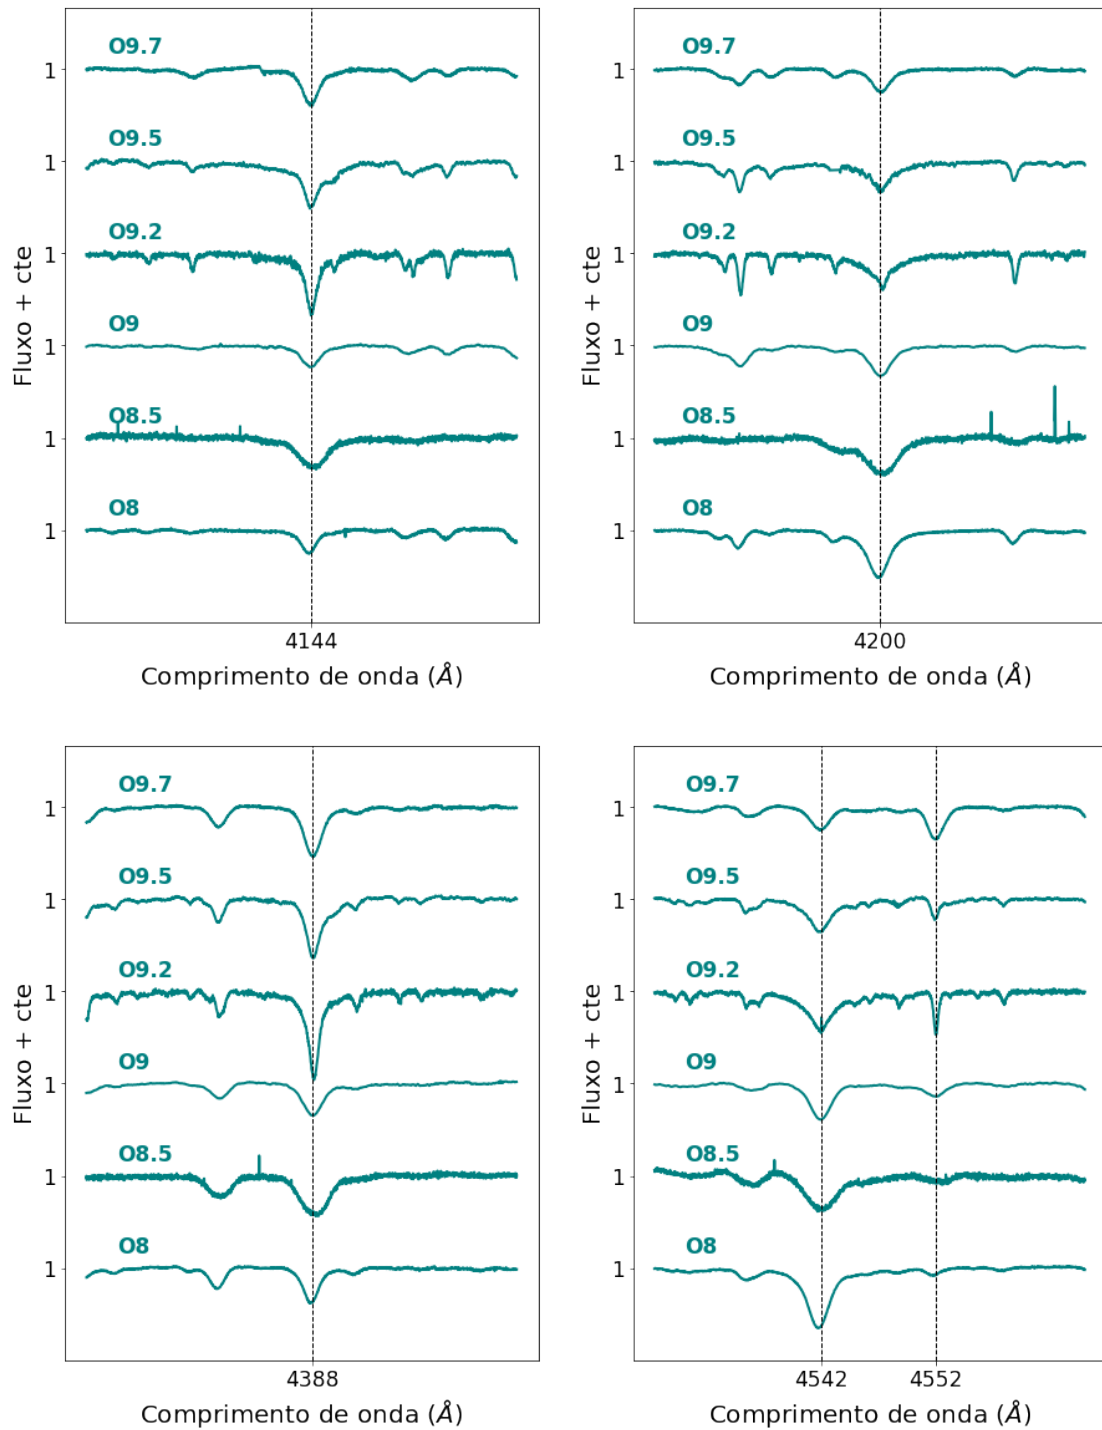 O9.7
1
O9.5
1
O9.2
1
O9
1
O8.5
1
O8
1
Fluxo + cte
4144
Comprimento de onda (Å)
O9.7
1
O9.5
1
O9.2
1
O9
1
O8.5
1
O8
1
Fluxo + cte
4200
Comprimento de onda (Å)
O9.7
1
O9.5
1
O9.2
1
O9
1
O8.5
1
O8
1
Fluxo + cte
4388
Comprimento de onda (Å)
O9.7
1
O9.5
1
O9.2
1
O9
1
O8.5
1
O8
1
Fluxo + cte
4542 4552
Comprimento de onda (Å)